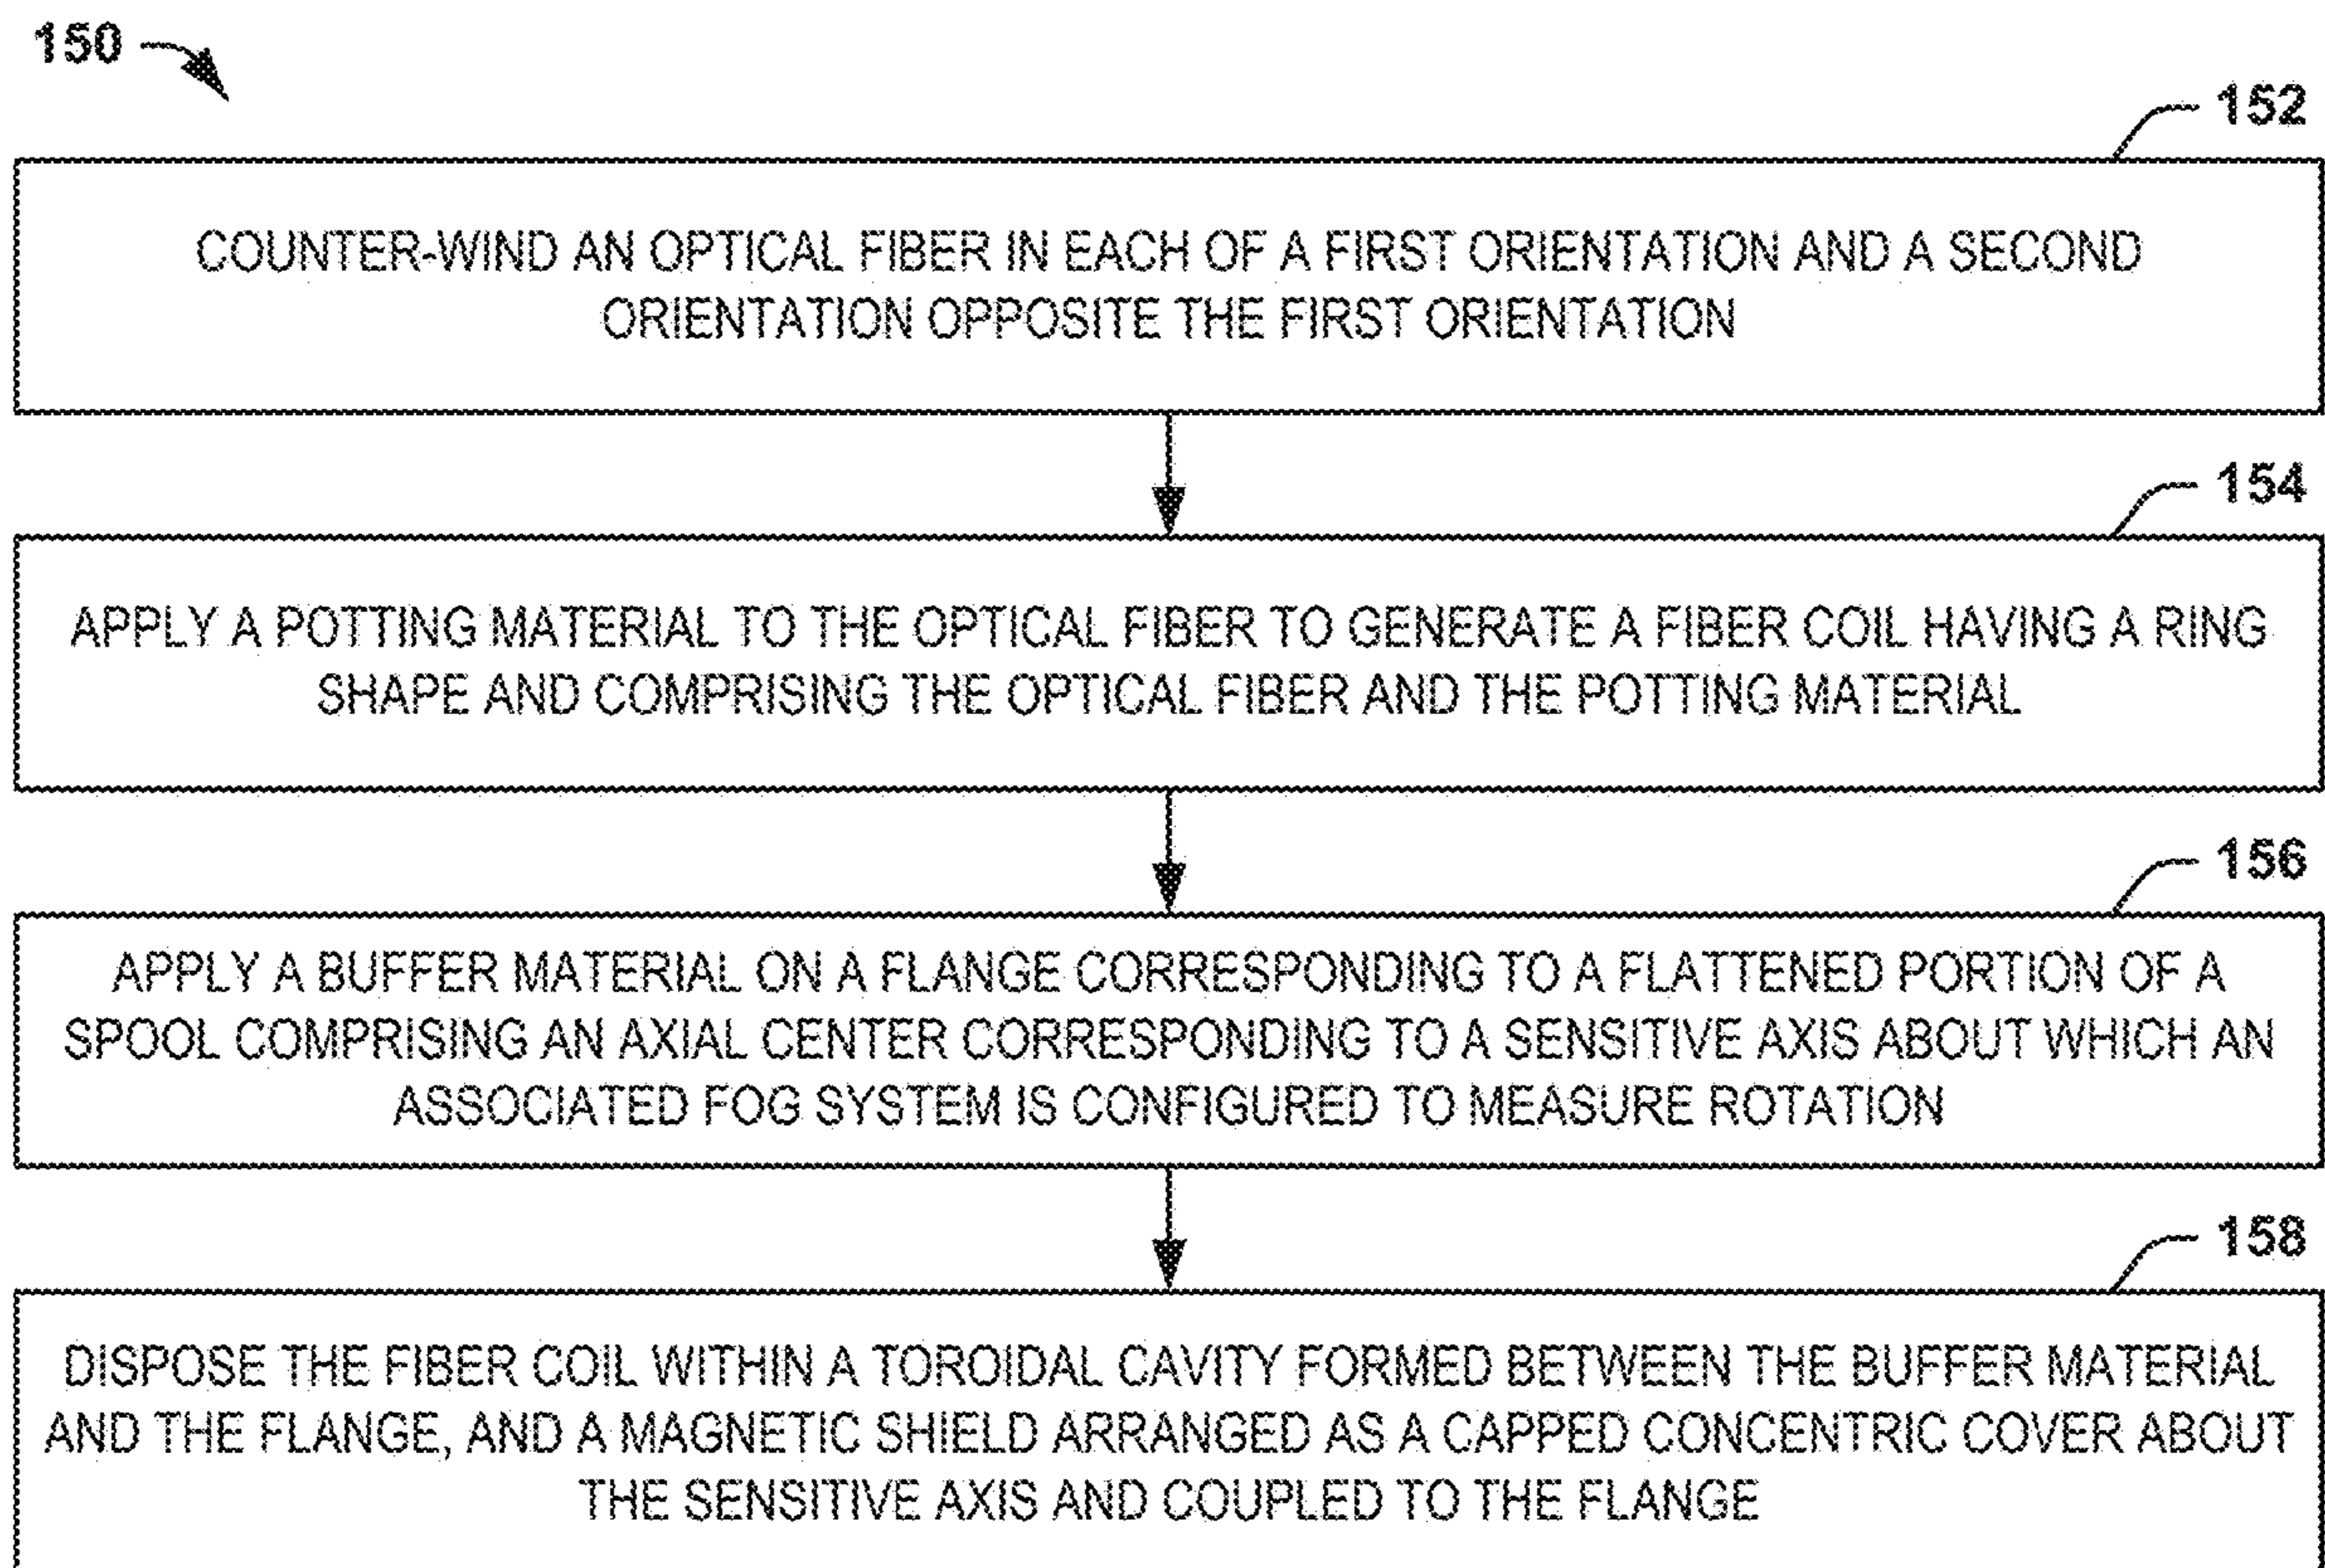 150
152
COUNTER-WIND AN OPTICAL FIBER IN EACH OF A FIRST ORIENTATION AND A SECOND
ORIENTATION OPPOSITE THE FIRST ORIENTATION
154
APPLY A POTTING MATERIAL TO THE OPTICAL FIBER TO GENERATE A FIBER COIL HAVING A RING
SHAPE AND COMPRISING THE OPTICAL FIBER AND THE POTTING MATERIAL
156
APPLY A BUFFER MATERIAL ON A FLANGE CORRESPONDING TO A FLATTENED PORTION OF A
SPOOL COMPRISING AN AXIAL CENTER CORRESPONDING TO A SENSITIVE AXIS ABOUT WHICH AN
ASSOCIATED FOG SYSTEM IS CONFIGURED TO MEASURE ROTATION
158
DISPOSE THE FIBER COIL WITHIN A TOROIDAL CAVITY FORMED BETWEEN THE BUFFER MATERIAL
AND THE FLANGE, AND A MAGNETIC SHIELD ARRANGED AS A CAPPED CONCENTRIC COVER ABOUT
THE SENSITIVE AXIS AND COUPLED TO THE FLANGE